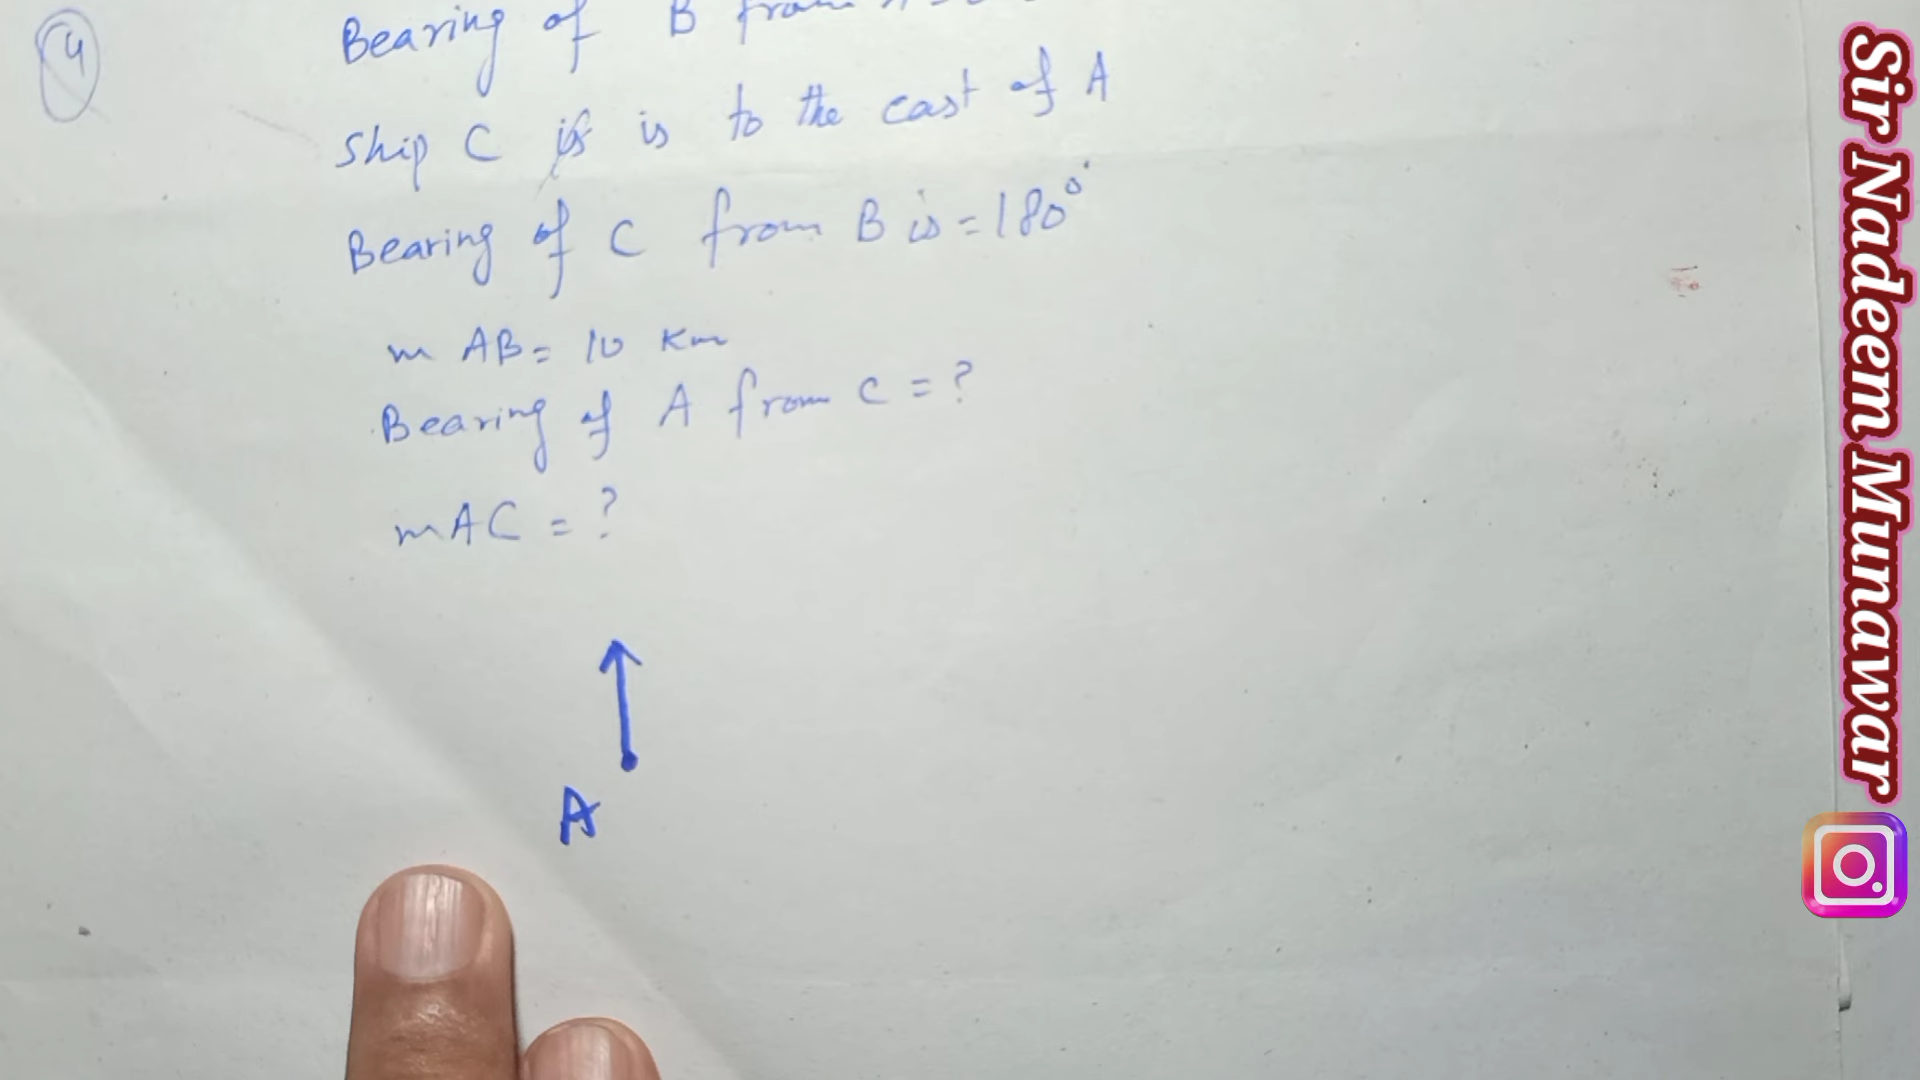 4
Bearing of B from
Ship C is is to the east of A
Bearing of C from B is = 180°
m AB = 10 Km
Bearing of A from C = ?
mAC = ?
A
Sir Nadeem Munawar